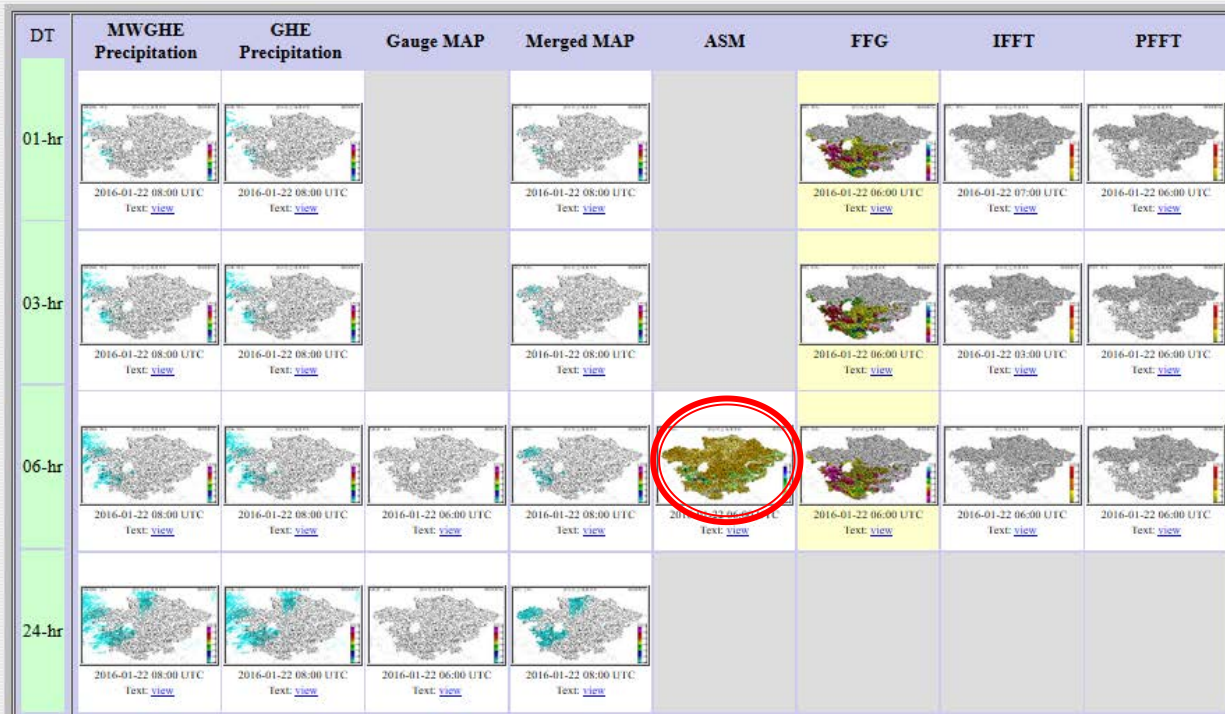 DT
MWGHE
Precipitation
GHE
Precipitation
Gauge MAP
Merged MAP
ASM
FFG
IFFT
PFFT
01-hr
2016-01-22 08:00 UTC
Text: view
2016-01-22 08:00 UTC
Text: view
2016-01-22 08:00 UTC
Text: view
2016-01-22 06:00 UTC
Text: view
2016-01-22 07:00 UTC
Text: view
2016-01-22 06:00 UTC
Text: view
03-hr
2016-01-22 08:00 UTC
Text: view
2016-01-22 08:00 UTC
Text: view
2016-01-22 08:00 UTC
Text: view
2016-01-22 06:00 UTC
Text: view
2016-01-22 03:00 UTC
Text: view
2016-01-22 06:00 UTC
Text: view
06-hr
2016-01-22 08:00 UTC
Text: view
2016-01-22 08:00 UTC
Text: view
2016-01-22 06:00 UTC
Text: view
2016-01-22 08:00 UTC
Text: view
2016-01-22 06:00 UTC
Text: view
2016-01-22 06:00 UTC
Text: view
2016-01-22 06:00 UTC
Text: view
2016-01-22 06:00 UTC
Text: view
24-hr
2016-01-22 08:00 UTC
Text: view
2016-01-22 08:00 UTC
Text: view
2016-01-22 06:00 UTC
Text: view
2016-01-22 08:00 UTC
Text: view